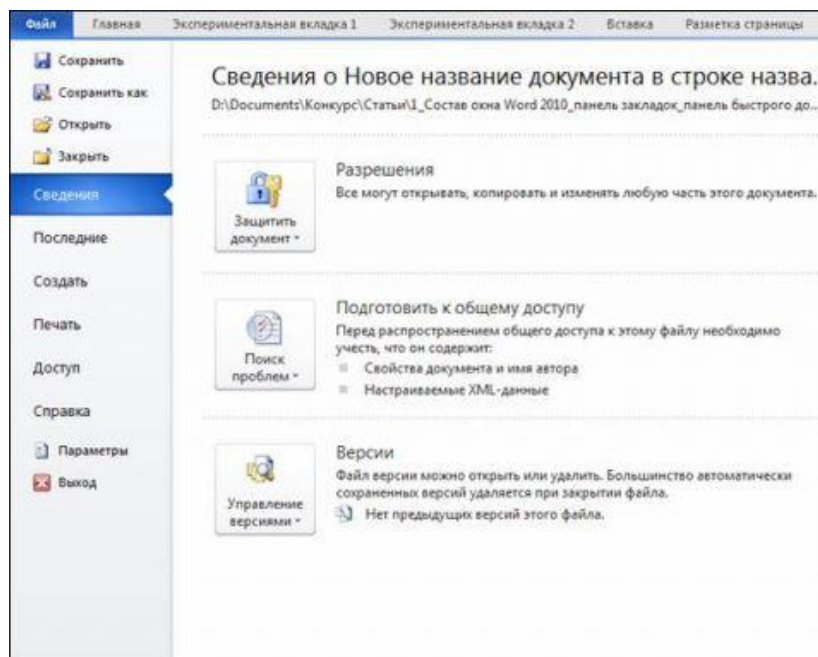 Файл Главная Экспериментальная вкладка 1 Экспериментальная вкладка 2 Вставка Разметка страницы
Сохранить
Сохранить как
Открыть
Закрыть
Сведения
Последние
Создать
Печать
Доступ
Справка
Параметры
Выход
Сведения о Новое название документа в строке назва...
D:\Documents\Конкурс\Статьи\1_Состав окна Word 2010_панель закладок_панель быстрого до...
Защитить
документ
Разрешения
Все могут открывать, копировать и изменять любую часть этого документа.
Поиск
проблем
Подготовить к общему доступу
Перед распространением общего доступа к этому файлу необходимо
учесть, что он содержит:
Свойства документа и имя автора
Настраиваемые XML-данные
Управление
версиями
Версии
Файл версии можно открыть или удалить. Большинство автоматически
сохраненных версий удаляется при закрытии файла.
Нет предыдущих версий этого файла.